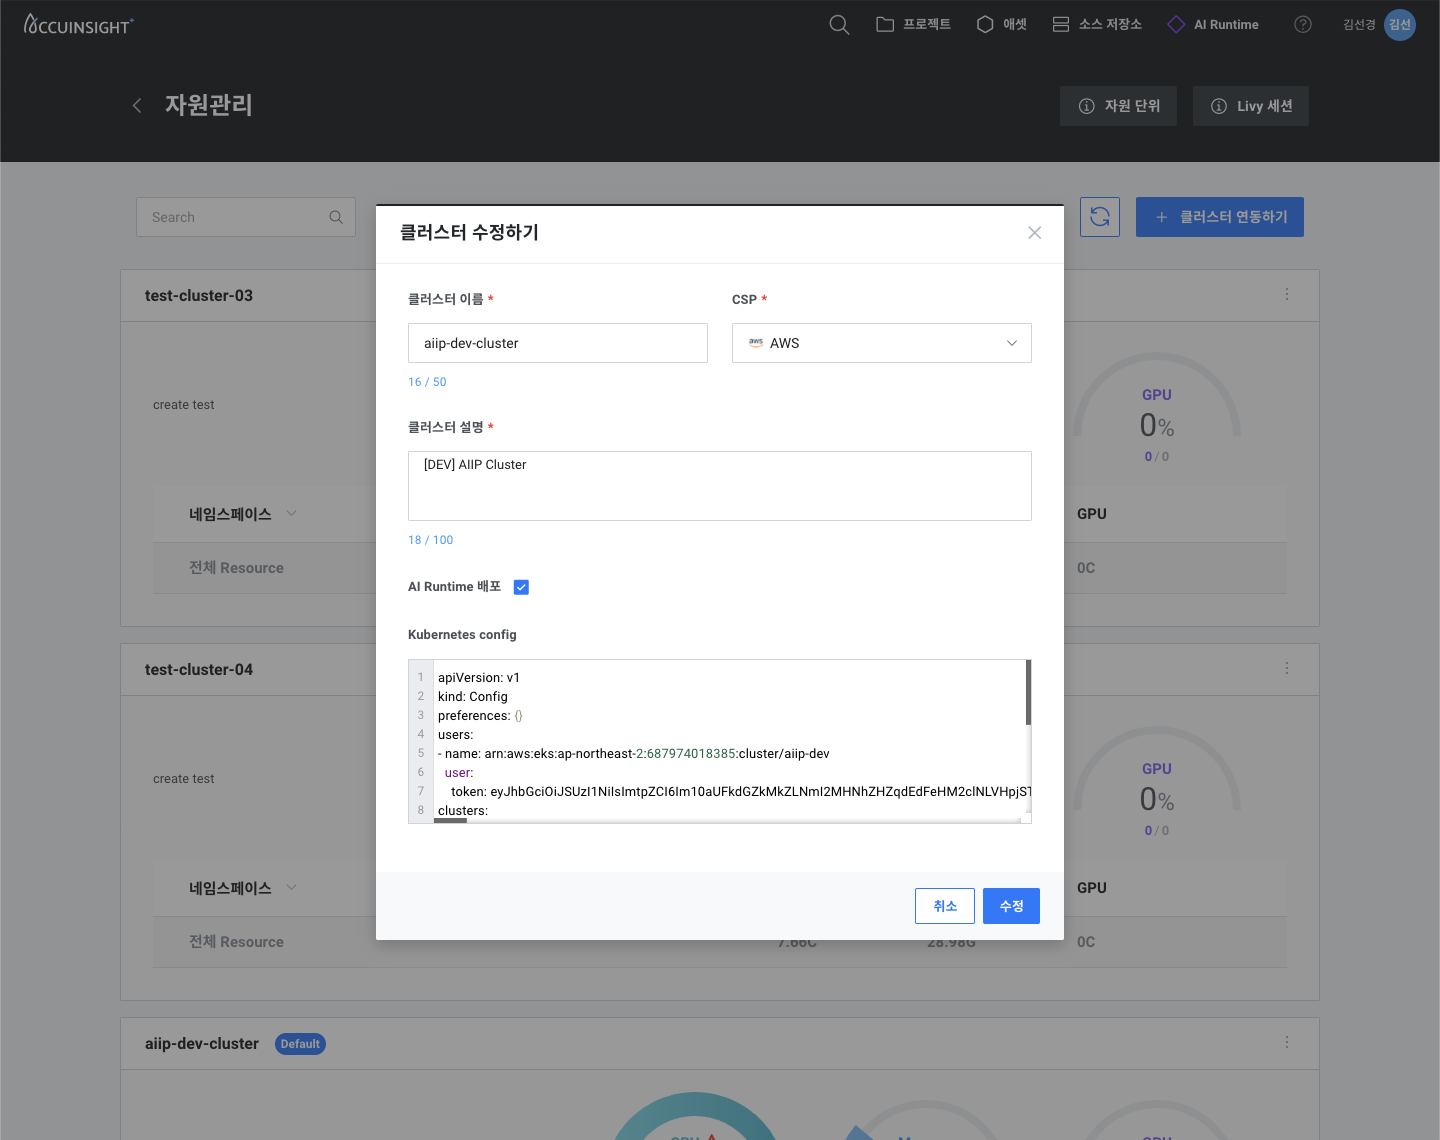 ACCUINSIGHT+
프로젝트
애셋
소스 저장소
AI Runtime
김선경
김선
자원관리
자원 단위
Livy 세션
Search
클러스터 연동하기
클러스터 수정하기
클러스터 이름 *
CSP *
aiip-dev-cluster
aws AWS
16 / 50
클러스터 설명 *
[DEV] AIIP Cluster
18 / 100
AI Runtime 배포
Kubernetes config
1 apiVersion: v1
2 kind: Config
3 preferences: {}
4 users:
5 - name: arn:aws:eks:ap-northeast-2:687974018385:cluster/aiip-dev
6 user:
7 token:
8 clusters:
취소
수정
test-cluster-03
create test
GPU
0%
0 / 0
네임스페이스
GPU
전체 Resource
0C
test-cluster-04
create test
GPU
0%
0 / 0
네임스페이스
GPU
전체 Resource
7.66C
28.98G
0C
aiip-dev-cluster
Default